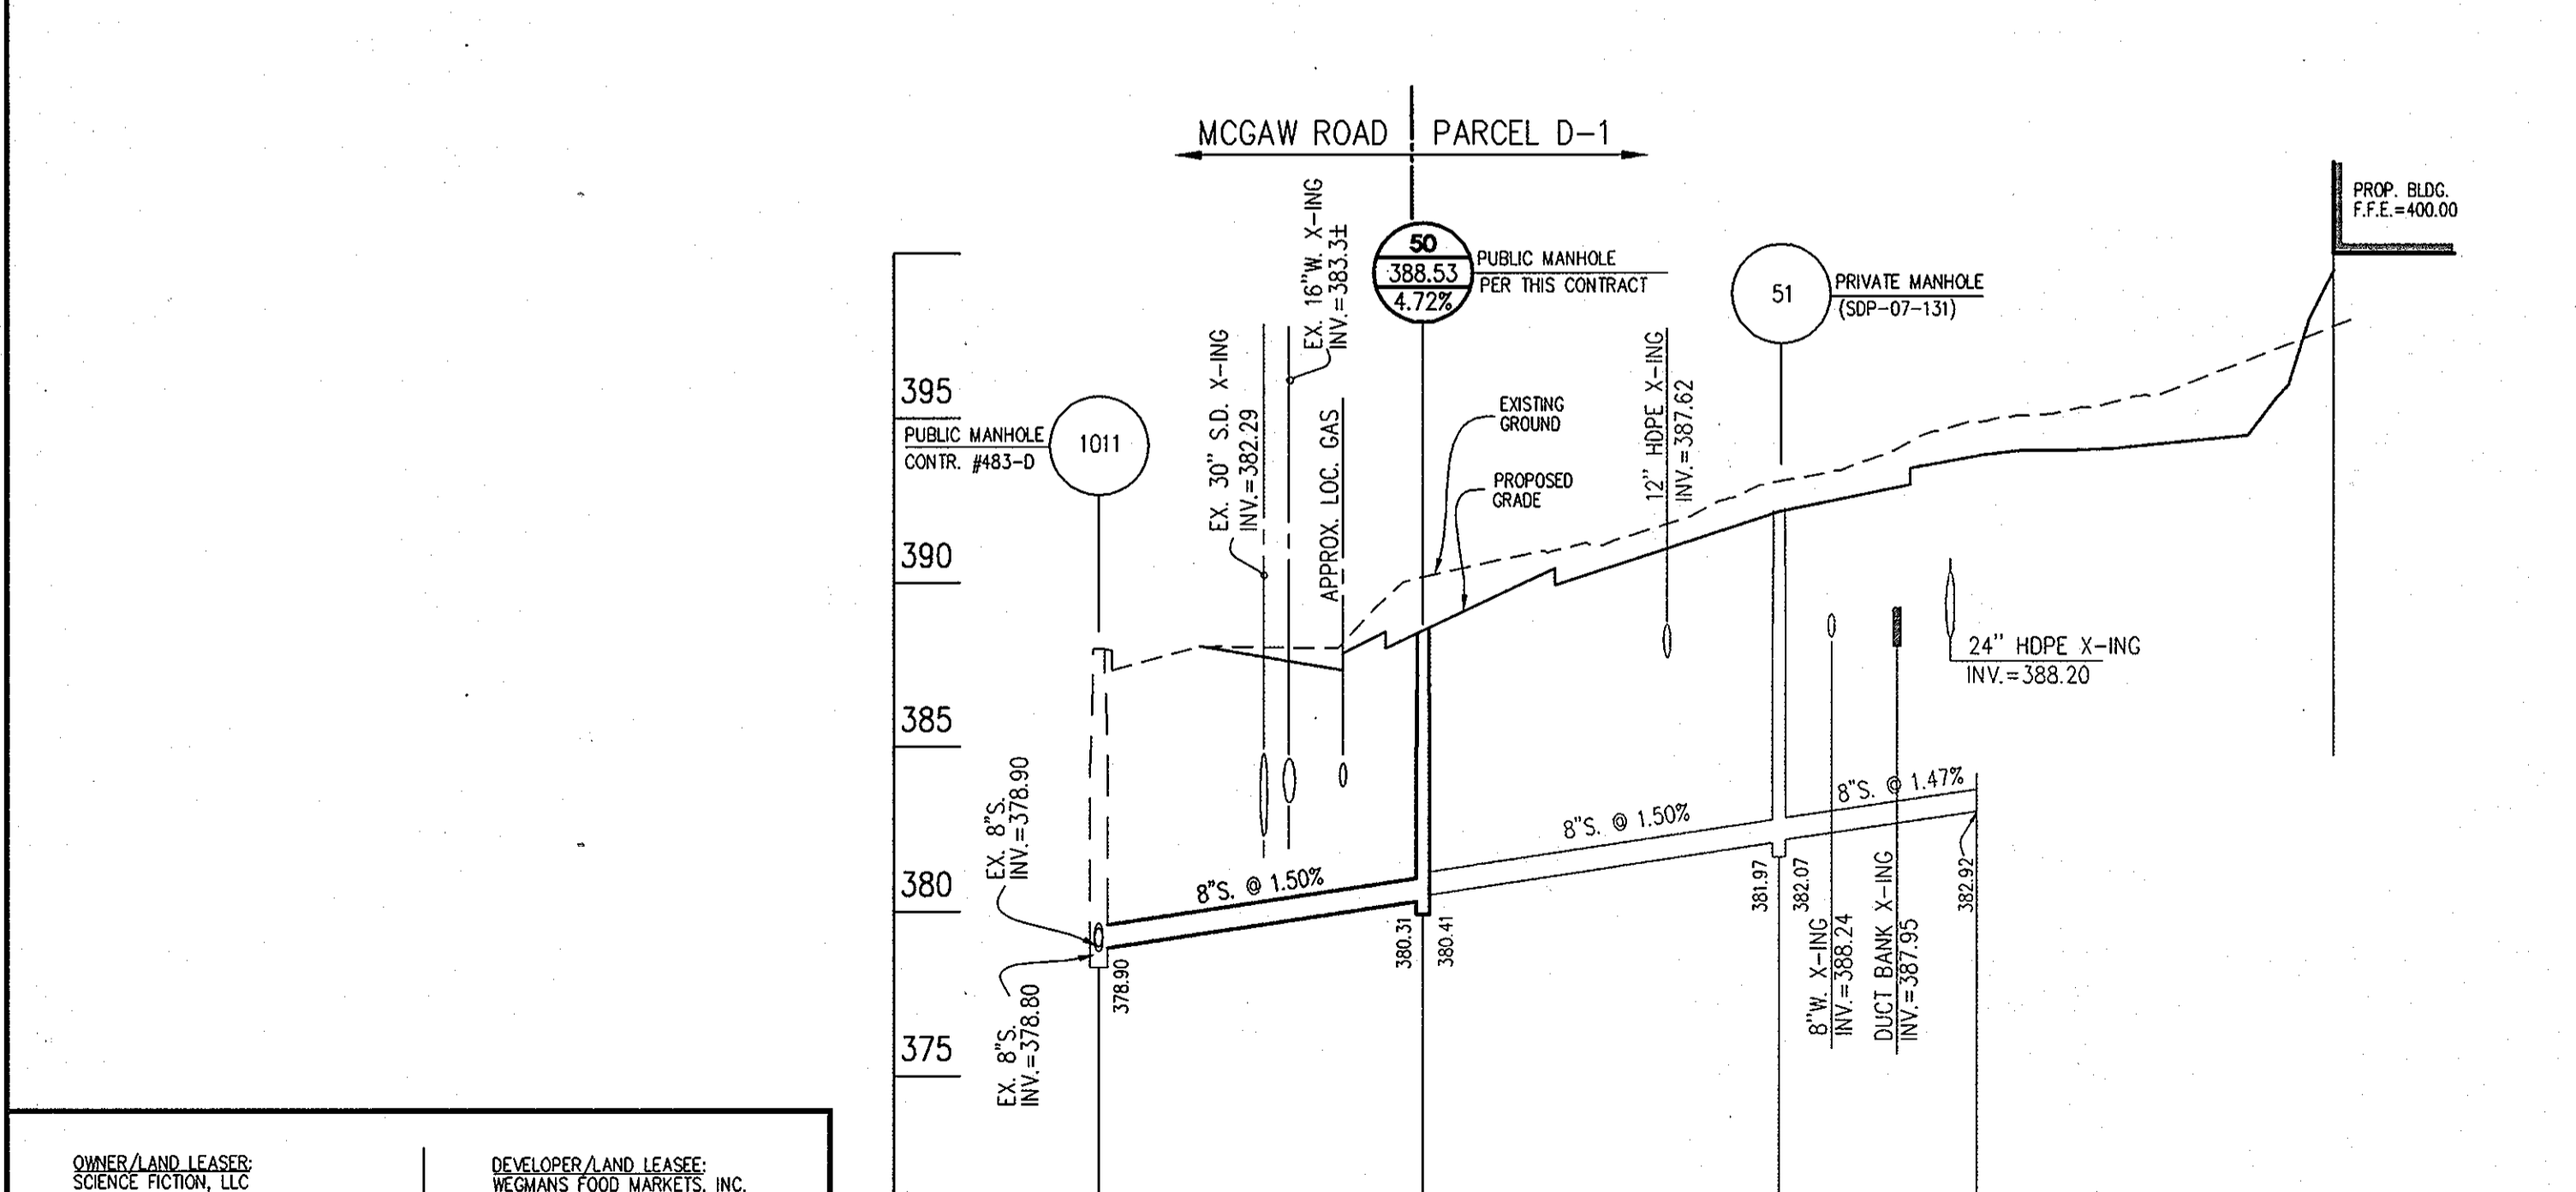 MCGAW ROAD
PARCEL D-1
PROP. BLDG.
F.F.E.=400.00
50
388.53
4.72%
PUBLIC MANHOLE
PER THIS CONTRACT
51
PRIVATE MANHOLE
(SDP-07-131)
EX. 16"W. X-ING
INV.=383.3±
EX. 30" S.D. X-ING
INV.=382.29
APPROX. LOC. GAS
12" HDPE X-ING
INV.=387.62
EXISTING
GROUND
PROPOSED
GRADE
395
PUBLIC MANHOLE
CONTR. #483-D
1011
390
385
380
375
24" HDPE X-ING
INV.=388.20
EX. 8"S.
INV.=378.90
EX. 8"S.
INV.=378.80
8"S. @ 1.50%
8"S. @ 1.50%
8"S. @ 1.47%
378.90
380.31
380.41
381.97
382.07
382.92
8"W. X-ING
INV.=388.24
DUCT BANK X-ING
INV.=387.95
OWNER/LAND LEASER:
SCIENCE FICTION, LLC
DEVELOPER/LAND LEASEE:
WEGMANS FOOD MARKETS, INC.